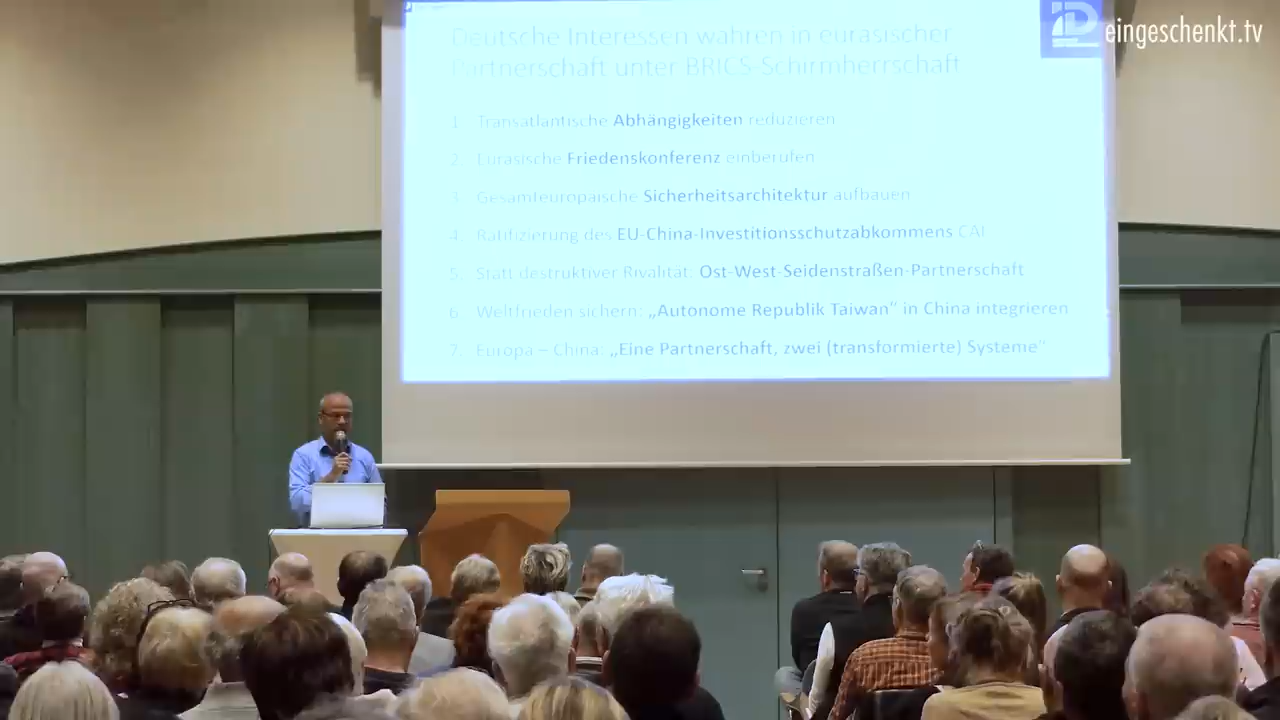 Deutsche Interessen wahren in eurasischer
Partnerschaft unter BRICS-Schirmherrschaft
1. Transatlantische Abhängigkeiten reduzieren
2. Eurasische Friedenskonferenz einberufen
3. Gesamteuropäische Sicherheitsarchitektur aufbauen
4. Ratifizierung des EU-China-Investitionsschutzabkommens CAI
5. Statt destruktiver Rivalität: Ost-West-Seidenstraßen-Partnerschaft
6. Weltfrieden sichern: „Autonome Republik Taiwan“ in China integrieren
7. Europa – China: „Eine Partnerschaft, zwei (transformierte) Systeme“
eingeschenkt.tv